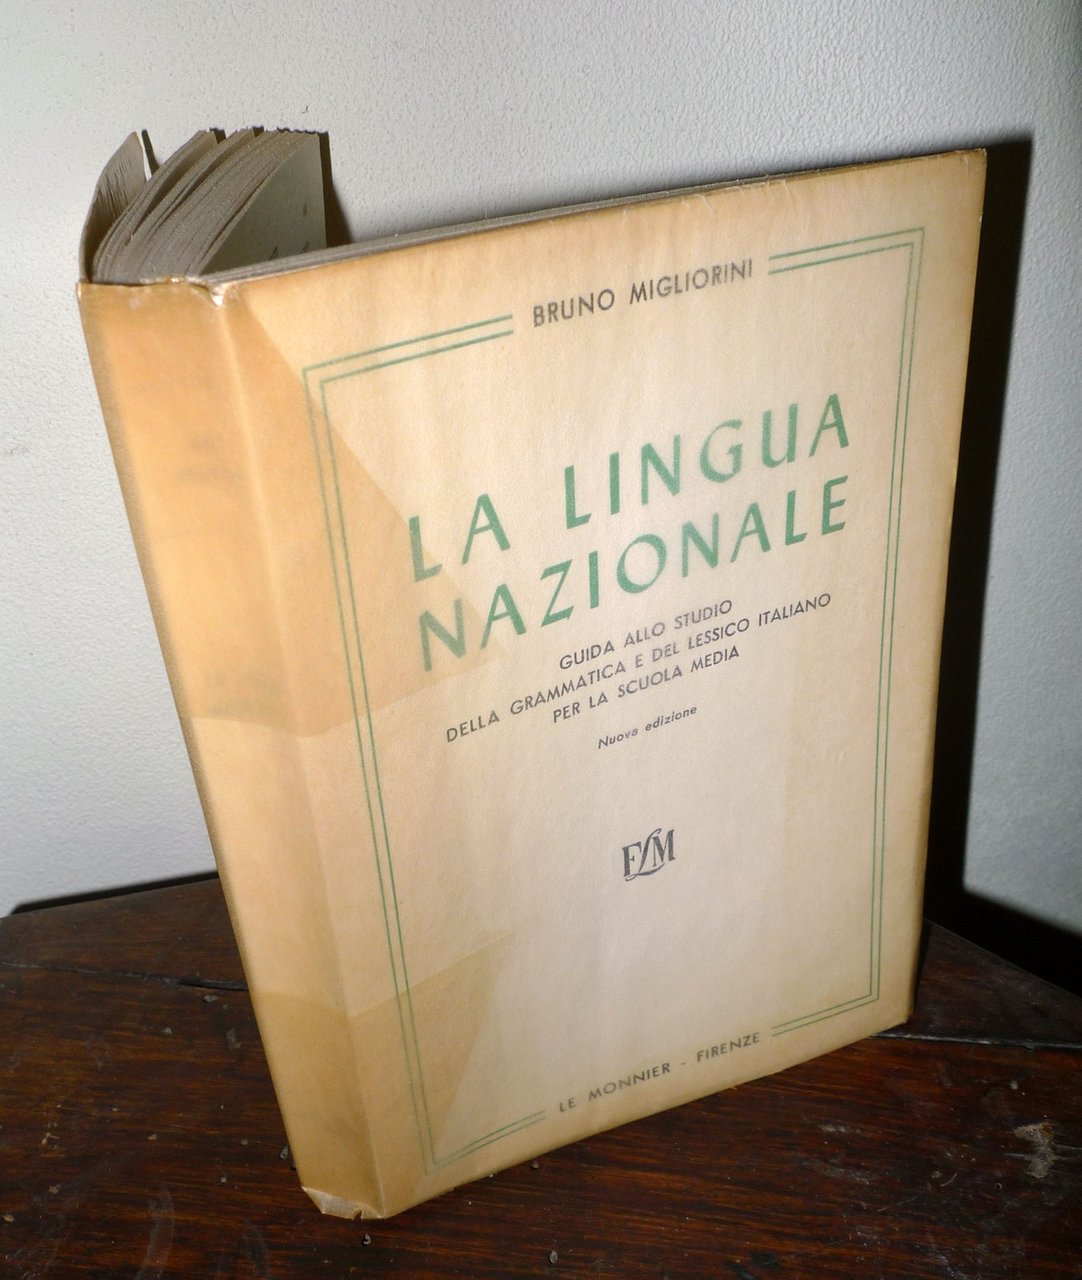 BRUNO MIGLIORINI
LA LINGUA
NAZIONALE
GUIDA ALLO STUDIO
DELLA GRAMMATICA E DEL LESSICO ITALIANO
PER LA SCUOLA MEDIA
Nuova edizione
FLM
LE MONNIER - FIRENZE